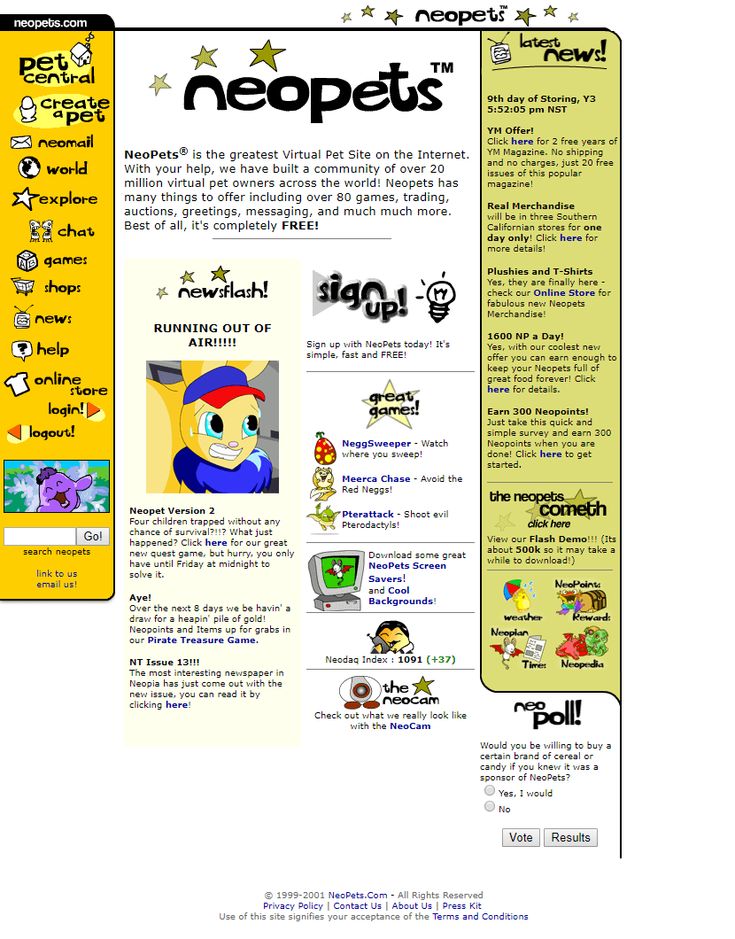 neopets.com
neopets™
pet central
create a pet
neomail
world
explore
chat
games
shops
news
help
online store
login!
logout!
Go!
search neopets
link to us
email us!
neopets™
NeoPets® is the greatest Virtual Pet Site on the Internet.
With your help, we have built a community of over 20
million virtual pet owners across the world! Neopets has
many things to offer including over 80 games, trading,
auctions, greetings, messaging, and much much more.
Best of all, it's completely FREE!
newsflash!
RUNNING OUT OF
AIR!!!!!
Neopet Version 2
Four children trapped without any
chance of survival?!!? What just
happened? Click here for our great
new quest game, but hurry, you only
have until Friday at midnight to
solve it.
Aye!
Over the next 8 days we be havin' a
draw for a heapin' pile of gold!
Neopoints and Items up for grabs in
our Pirate Treasure Game.
NT Issue 13!!!
The most interesting newspaper in
Neopia has just come out with the
new issue, you can read it by
clicking here!
sign up!
Sign up with NeoPets today! It's
simple, fast and FREE!
great
games!
NeggSweeper - Watch
where you sweep!
Meerca Chase - Avoid the
Red Neggs!
Pterattack - Shoot evil
Pterodactyls!
Download some great
NeoPets Screen
Savers!
and Cool
Backgrounds!
Neodaq Index : 1091 (+37)
the
neocam
Check out what we really look like
with the NeoCam
latest
news!
9th day of Storing, Y3
5:52:05 pm NST
YM Offer!
Click here for 2 free years of
YM Magazine. No shipping
and no charges, just 20 free
issues of this popular
magazine!
Real Merchandise
will be in three Southern
Californian stores for one
day only! Click here for
more details!
Plushies and T-Shirts
Yes, they are finally here -
check our Online Store for
fabulous new Neopets
Merchandise!
1600 NP a Day!
Yes, with our coolest new
offer you can earn enough to
keep your Neopets full of
great food forever! Click
here for details.
Earn 300 Neopoints!
Just take this quick and
simple survey and earn 300
Neopoints when you are
done! Click here to get
started.
the neopets
cometh
click here
View our Flash Demo!!! (Its
about 500k so it may take a
while to download!)
weather
NeoPoint
Rewards
Neopian
Times
Neopedia
neo
poll!
Would you be willing to buy a
certain brand of cereal or
candy if you knew it was a
sponsor of NeoPets?
Yes, I would
No
Vote Results
© 1999-2001 NeoPets.Com - All Rights Reserved
Privacy Policy | Contact Us | About Us | Press Kit
Use of this site signifies your acceptance of the Terms and Conditions